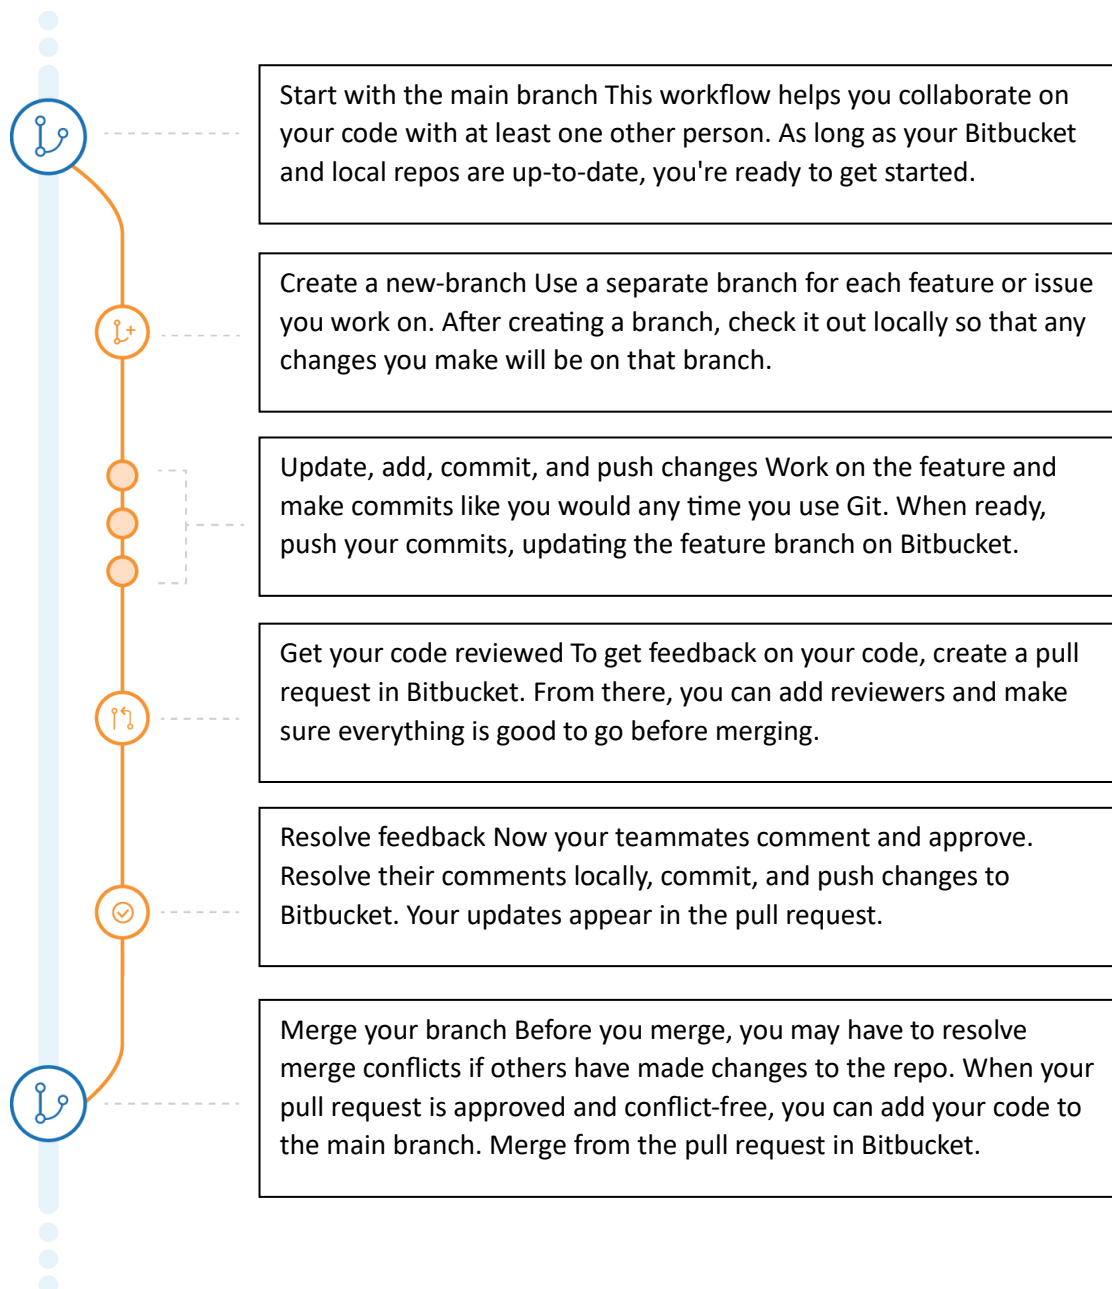 Start with the main branch This workflow helps you collaborate on
your code with at least one other person. As long as your Bitbucket
and local repos are up-to-date, you're ready to get started.
Create a new-branch Use a separate branch for each feature or issue
you work on. After creating a branch, check it out locally so that any
changes you make will be on that branch.
Update, add, commit, and push changes Work on the feature and
make commits like you would any time you use Git. When ready,
push your commits, updating the feature branch on Bitbucket.
Get your code reviewed To get feedback on your code, create a pull
request in Bitbucket. From there, you can add reviewers and make
sure everything is good to go before merging.
Resolve feedback Now your teammates comment and approve.
Resolve their comments locally, commit, and push changes to
Bitbucket. Your updates appear in the pull request.
Merge your branch Before you merge, you may have to resolve
merge conflicts if others have made changes to the repo. When your
pull request is approved and conflict-free, you can add your code to
the main branch. Merge from the pull request in Bitbucket.